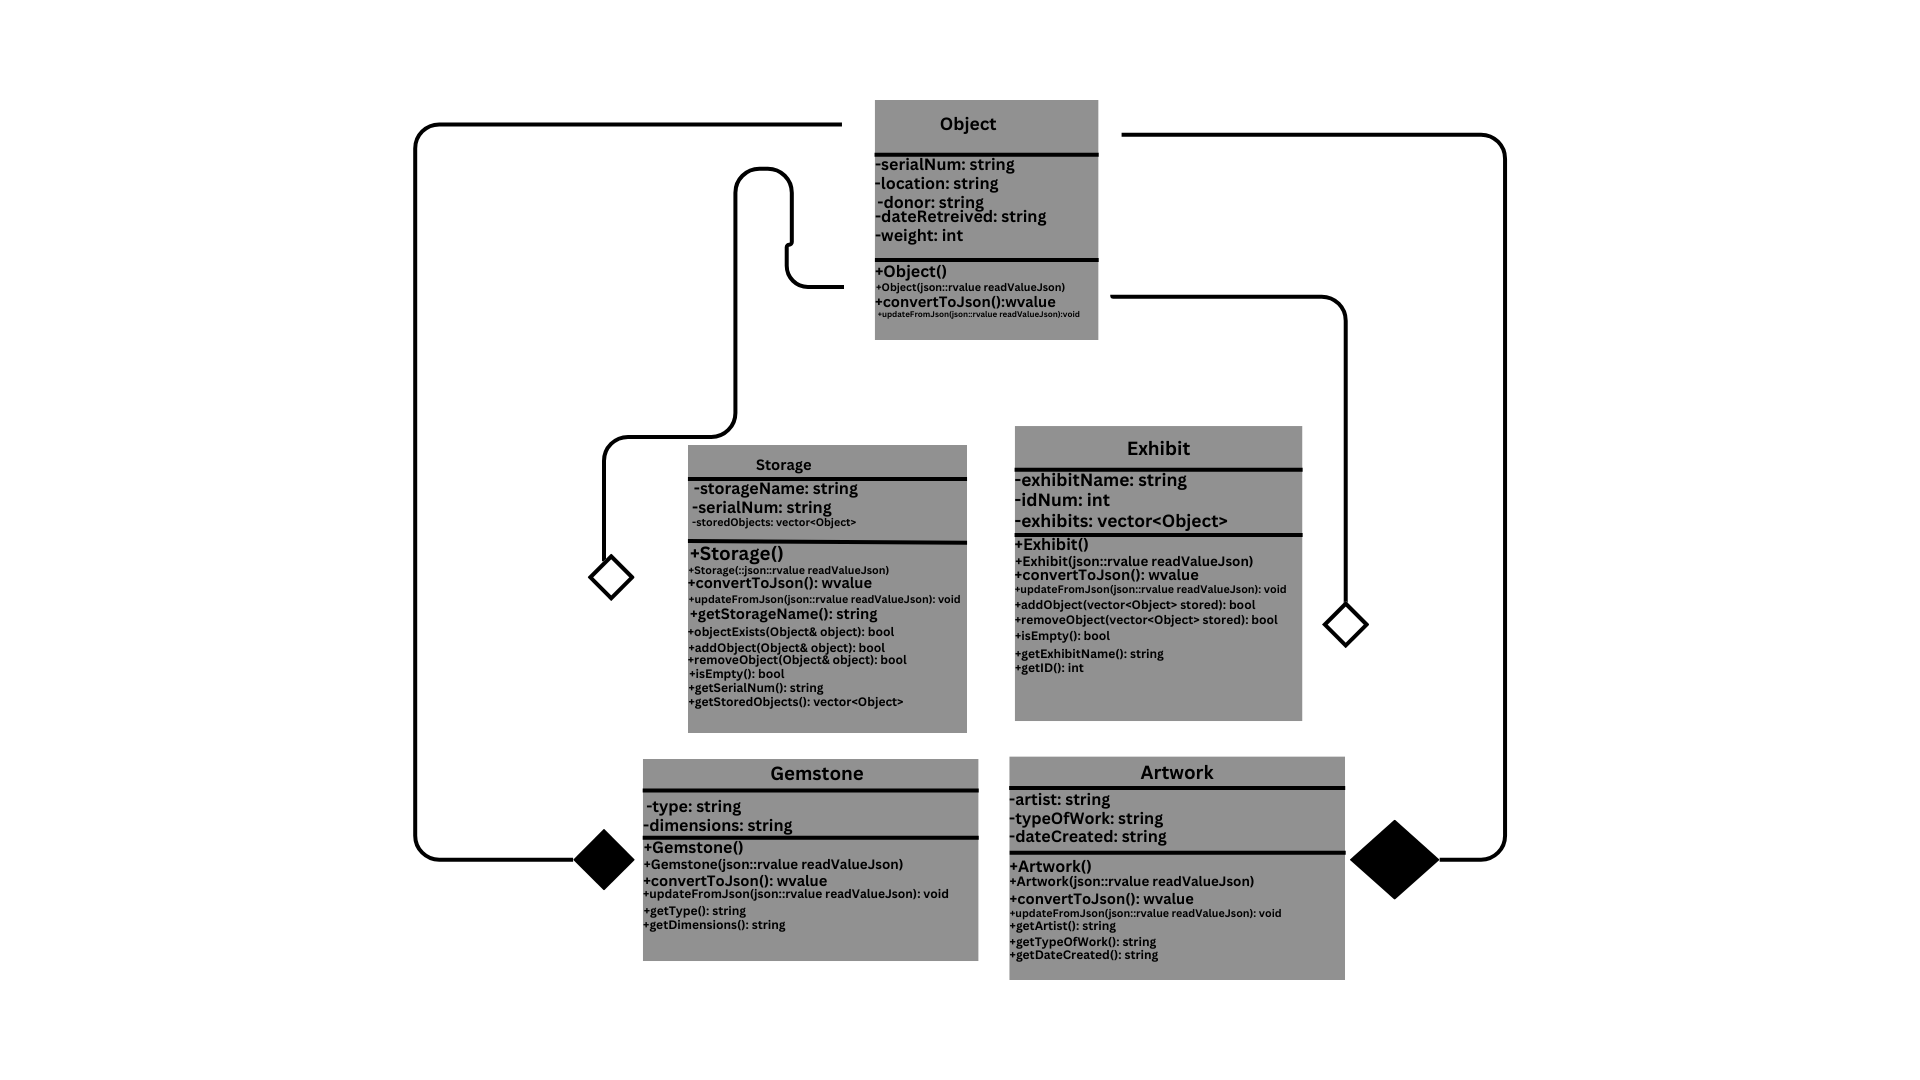 Object
-serialNum: string
-location: string
-donor: string
-dateRetreived: string
-weight: int
+Object()
+Object(json::rvalue readValueJson)
+convertToJson():wvalue
+updateFromJson(json::rvalue readValueJson):void
Storage
-storageName: string
-serialNum: string
-storedObjects: vector<Object>
+Storage()
+Storage(::json::rvalue readValueJson)
+convertToJson(): wvalue
+updateFromJson(json::rvalue readValueJson): void
+getStorageName(): string
+objectExists(Object& object): bool
+addObject(Object& object): bool
+removeObject(Object& object): bool
+isEmpty(): bool
+getSerialNum(): string
+getStoredObjects(): vector<Object>
Exhibit
-exhibitName: string
-idNum: int
-exhibits: vector<Object>
+Exhibit()
+Exhibit(json::rvalue readValueJson)
+convertToJson(): wvalue
+updateFromJson(json::rvalue readValueJson): void
+addObject(vector<Object> stored): bool
+removeObject(vector<Object> stored): bool
+isEmpty(): bool
+getExhibitName(): string
+getID(): int
Gemstone
-type: string
-dimensions: string
+Gemstone()
+Gemstone(json::rvalue readValueJson)
+convertToJson(): wvalue
+updateFromJson(json::rvalue readValueJson): void
+getType(): string
+getDimensions(): string
Artwork
-artist: string
-typeOfWork: string
-dateCreated: string
+Artwork()
+Artwork(json::rvalue readValueJson)
+convertToJson(): wvalue
+updateFromJson(json::rvalue readValueJson): void
+getArtist(): string
+getTypeOfWork(): string
+getDateCreated(): string